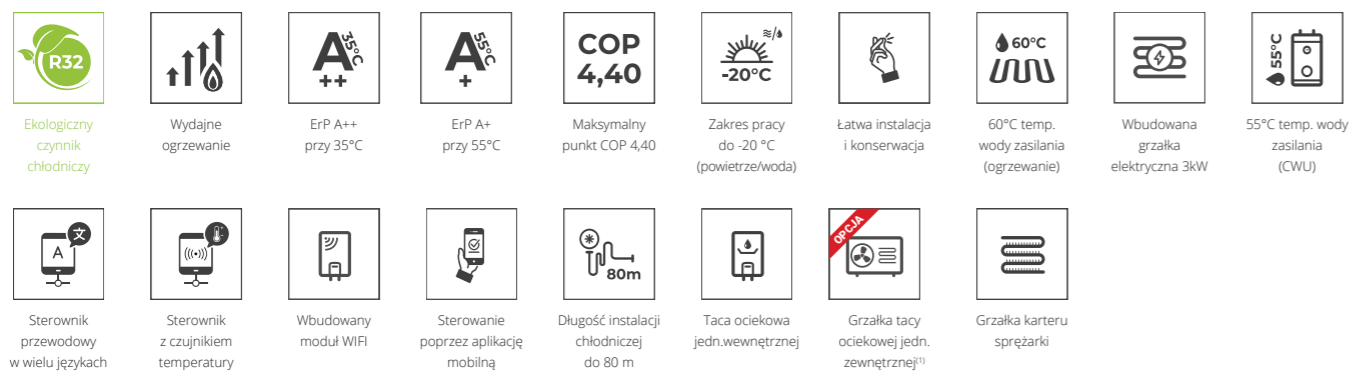 R32
A 35°C
++
A 55°C
+
COP
4,40
≈/
-20°C
60°C
55°C
Ekologiczny
czynnik
chłodniczy
Wydajne
ogrzewanie
ErP A++
przy 35°C
ErP A+
przy 55°C
Maksymalny
punkt COP 4,40
Zakres pracy
do -20 °C
(powietrze/woda)
Łatwa instalacja
i konserwacja
60°C temp.
wody zasilania
(ogrzewanie)
Wbudowana
grzałka
elektryczna 3kW
55°C temp. wody
zasilania
(CWU)
A
文
80m
OPCJA
Sterownik
przewodowy
w wielu językach
Sterownik
z czujnikiem
temperatury
Wbudowany
moduł WIFI
Sterowanie
poprzez aplikację
mobilną
Długość instalacji
chłodniczej
do 80 m
Taca ociekowa
jedn.wewnętrznej
Grzałka tacy
ociekowej jedn.
zewnętrznej(1)
Grzałka karteru
sprężarki